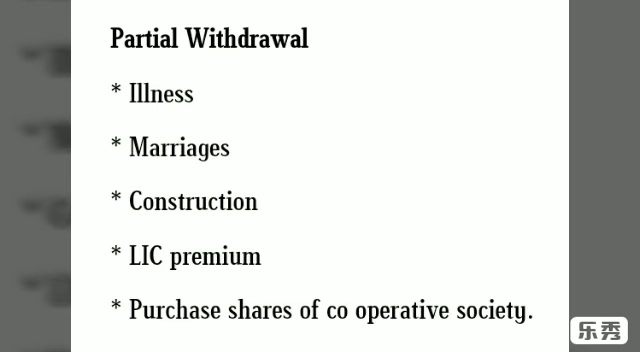 Partial Withdrawal
* Illness
* Marriages
* Construction
* LIC premium
* Purchase shares of co operative society.
乐秀